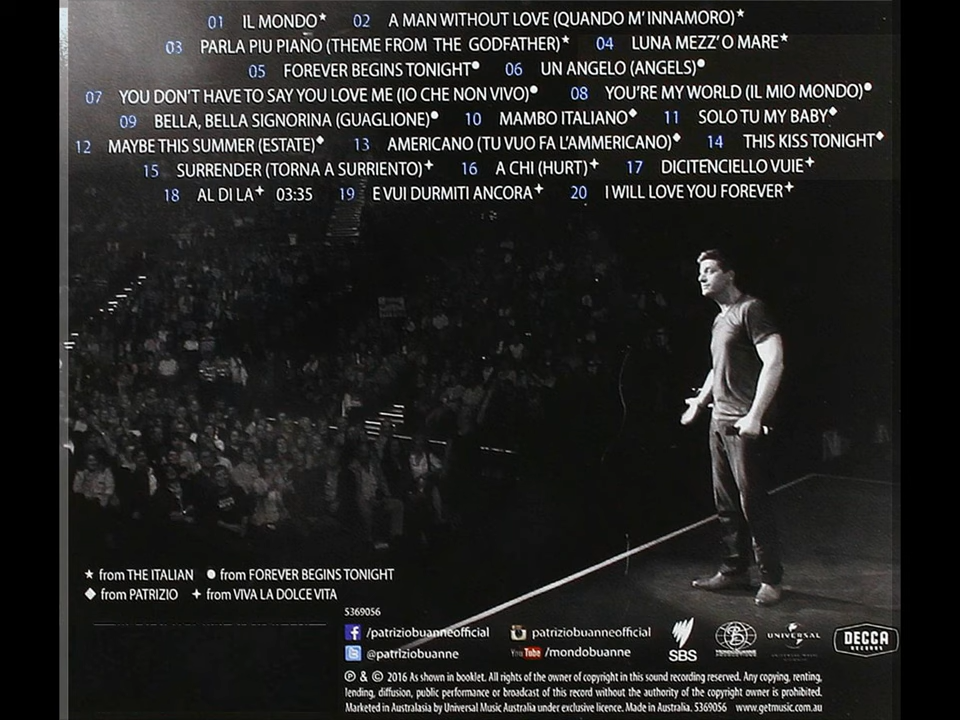 01 IL MONDO★ 02 A MAN WITHOUT LOVE (QUANDO M' INNAMORO)★
03 PARLA PIU PIANO (THEME FROM THE GODFATHER)★ 04 LUNA MEZZ' O MARE★
05 FOREVER BEGINS TONIGHT● 06 UN ANGELO (ANGELS)●
07 YOU DON'T HAVE TO SAY YOU LOVE ME (IO CHE NON VIVO)● 08 YOU'RE MY WORLD (IL MIO MONDO)●
09 BELLA, BELLA SIGNORINA (GUAGLIONE)● 10 MAMBO ITALIANO◆ 11 SOLO TU MY BABY◆
12 MAYBE THIS SUMMER (ESTATE)◆ 13 AMERICANO (TU VUO FA L'AMMERICANO)◆ 14 THIS KISS TONIGHT◆
15 SURRENDER (TORNA A SURRIENTO)✦ 16 A CHI (HURT)✦ 17 DICITENCIELLO VUIE✦
18 AL DI LA✦ 03:35 19 E VUI DURMITI ANCORA✦ 20 I WILL LOVE YOU FOREVER✦
★ from THE ITALIAN ● from FOREVER BEGINS TONIGHT
◆ from PATRIZIO ✦ from VIVA LA DOLCE VITA
5369056
/patriziobuanneofficial patriziobuanneofficial
@patriziobuanne You Tube /mondobuanne
SBS UNIVERSAL DECCA RECORDS
℗ & © 2016 As shown in booklet. All rights of the owner of copyright in this sound recording reserved. Any copying, renting,
lending, diffusion, public performance or broadcast of this record without the authority of the copyright owner is prohibited.
Marketed in Australasia by Universal Music Australia under exclusive licence. Made in Australia. 5369056 www.getmusic.com.au